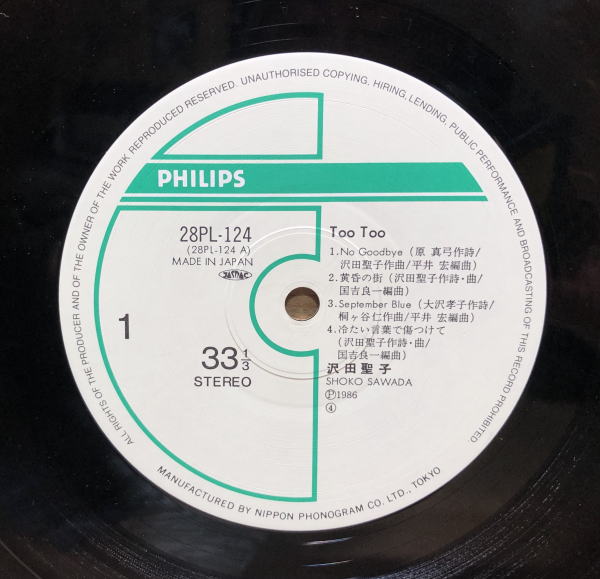 ALL RIGHTS OF THE PRODUCER AND OF THE OWNER OF THE WORK REPRODUCED RESERVED. UNAUTHORISED COPYING, HIRING, LENDING, PUBLIC PERFORMANCE AND BROADCASTING OF THIS RECORD PROHIBITED.
PHILIPS
28PL-124
(28PL-124 A)
MADE IN JAPAN
JASRAC
1
33 1/3
STEREO
Too Too
1. No Goodbye (原 真弓作詩/
沢田聖子作曲/平井 宏編曲)
2. 黄昏の街 (沢田聖子作詩・曲/
国吉良一編曲)
3. September Blue (大沢孝子作詩/
桐ヶ谷仁作曲/平井 宏編曲)
4. 冷たい言葉で傷つけて
(沢田聖子作詩・曲/
国吉良一編曲)
沢田聖子
SHOKO SAWADA
Ⓟ1986
④
MANUFACTURED BY NIPPON PHONOGRAM CO. LTD., TOKYO